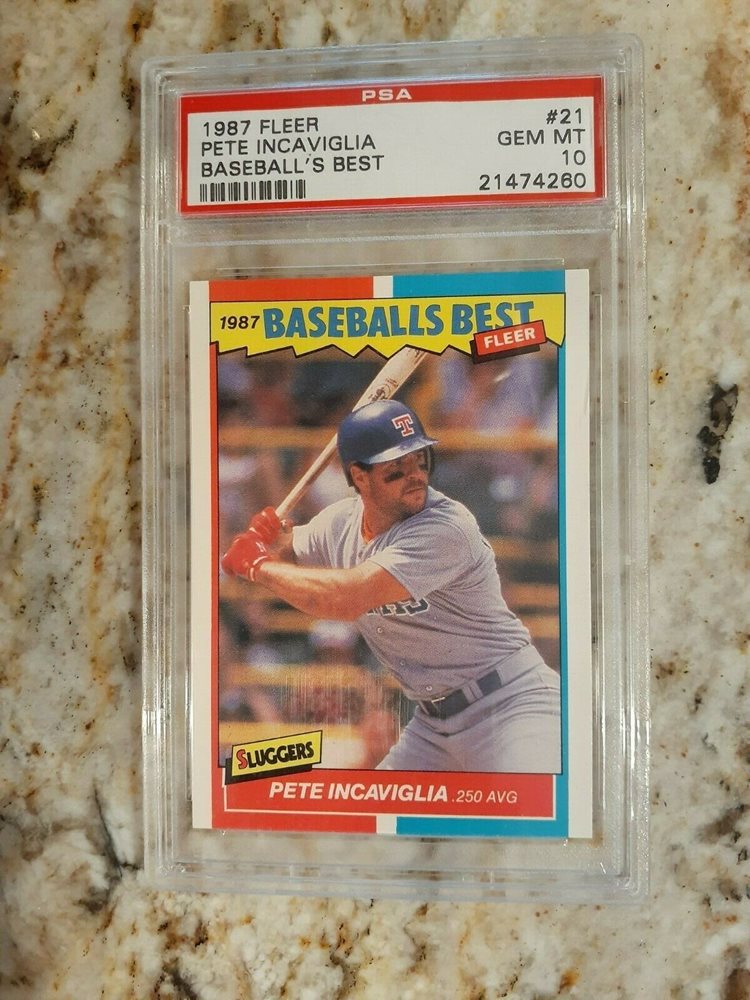 PSA
1987 FLEER #21
PETE INCAVIGLIA GEM MT
BASEBALL'S BEST 10
21474260
1987 BASEBALLS BEST
FLEER
T
SLUGGERS
PETE INCAVIGLIA .250 AVG